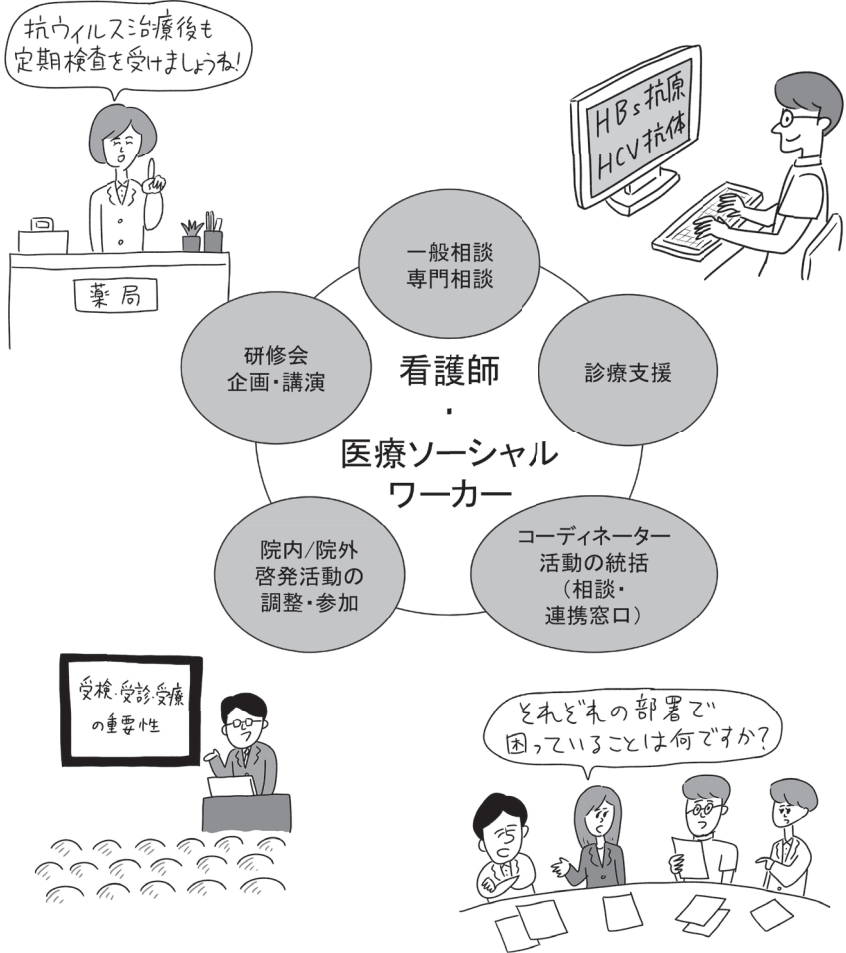 抗ウィルス治療後も
定期検査を受けましょうね!
薬局
HBs抗原
HCV抗体
一般相談
専門相談
研修会
企画・講演
看護師
・
医療ソーシャル
ワーカー
診療支援
院内/院外
啓発活動の
調整・参加
コーディネーター
活動の統括
(相談・
連携窓口)
受検・受診・受療
の重要性
それぞれの部署で
困っていることは何ですか?